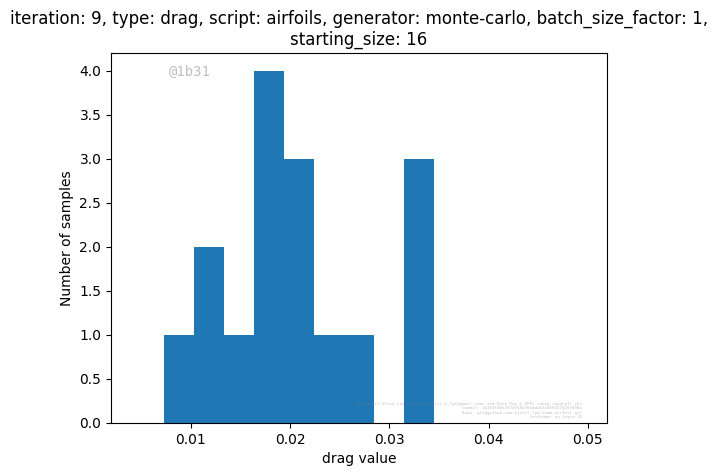 iteration: 9, type: drag, script: airfoils, generator: monte-carlo, batch_size_factor: 1,
starting_size: 16
@1b31
4.0
3.5
3.0
2.5
2.0
1.5
1.0
0.5
0.0
Number of samples
0.01
0.02
0.03
0.04
0.05
drag value